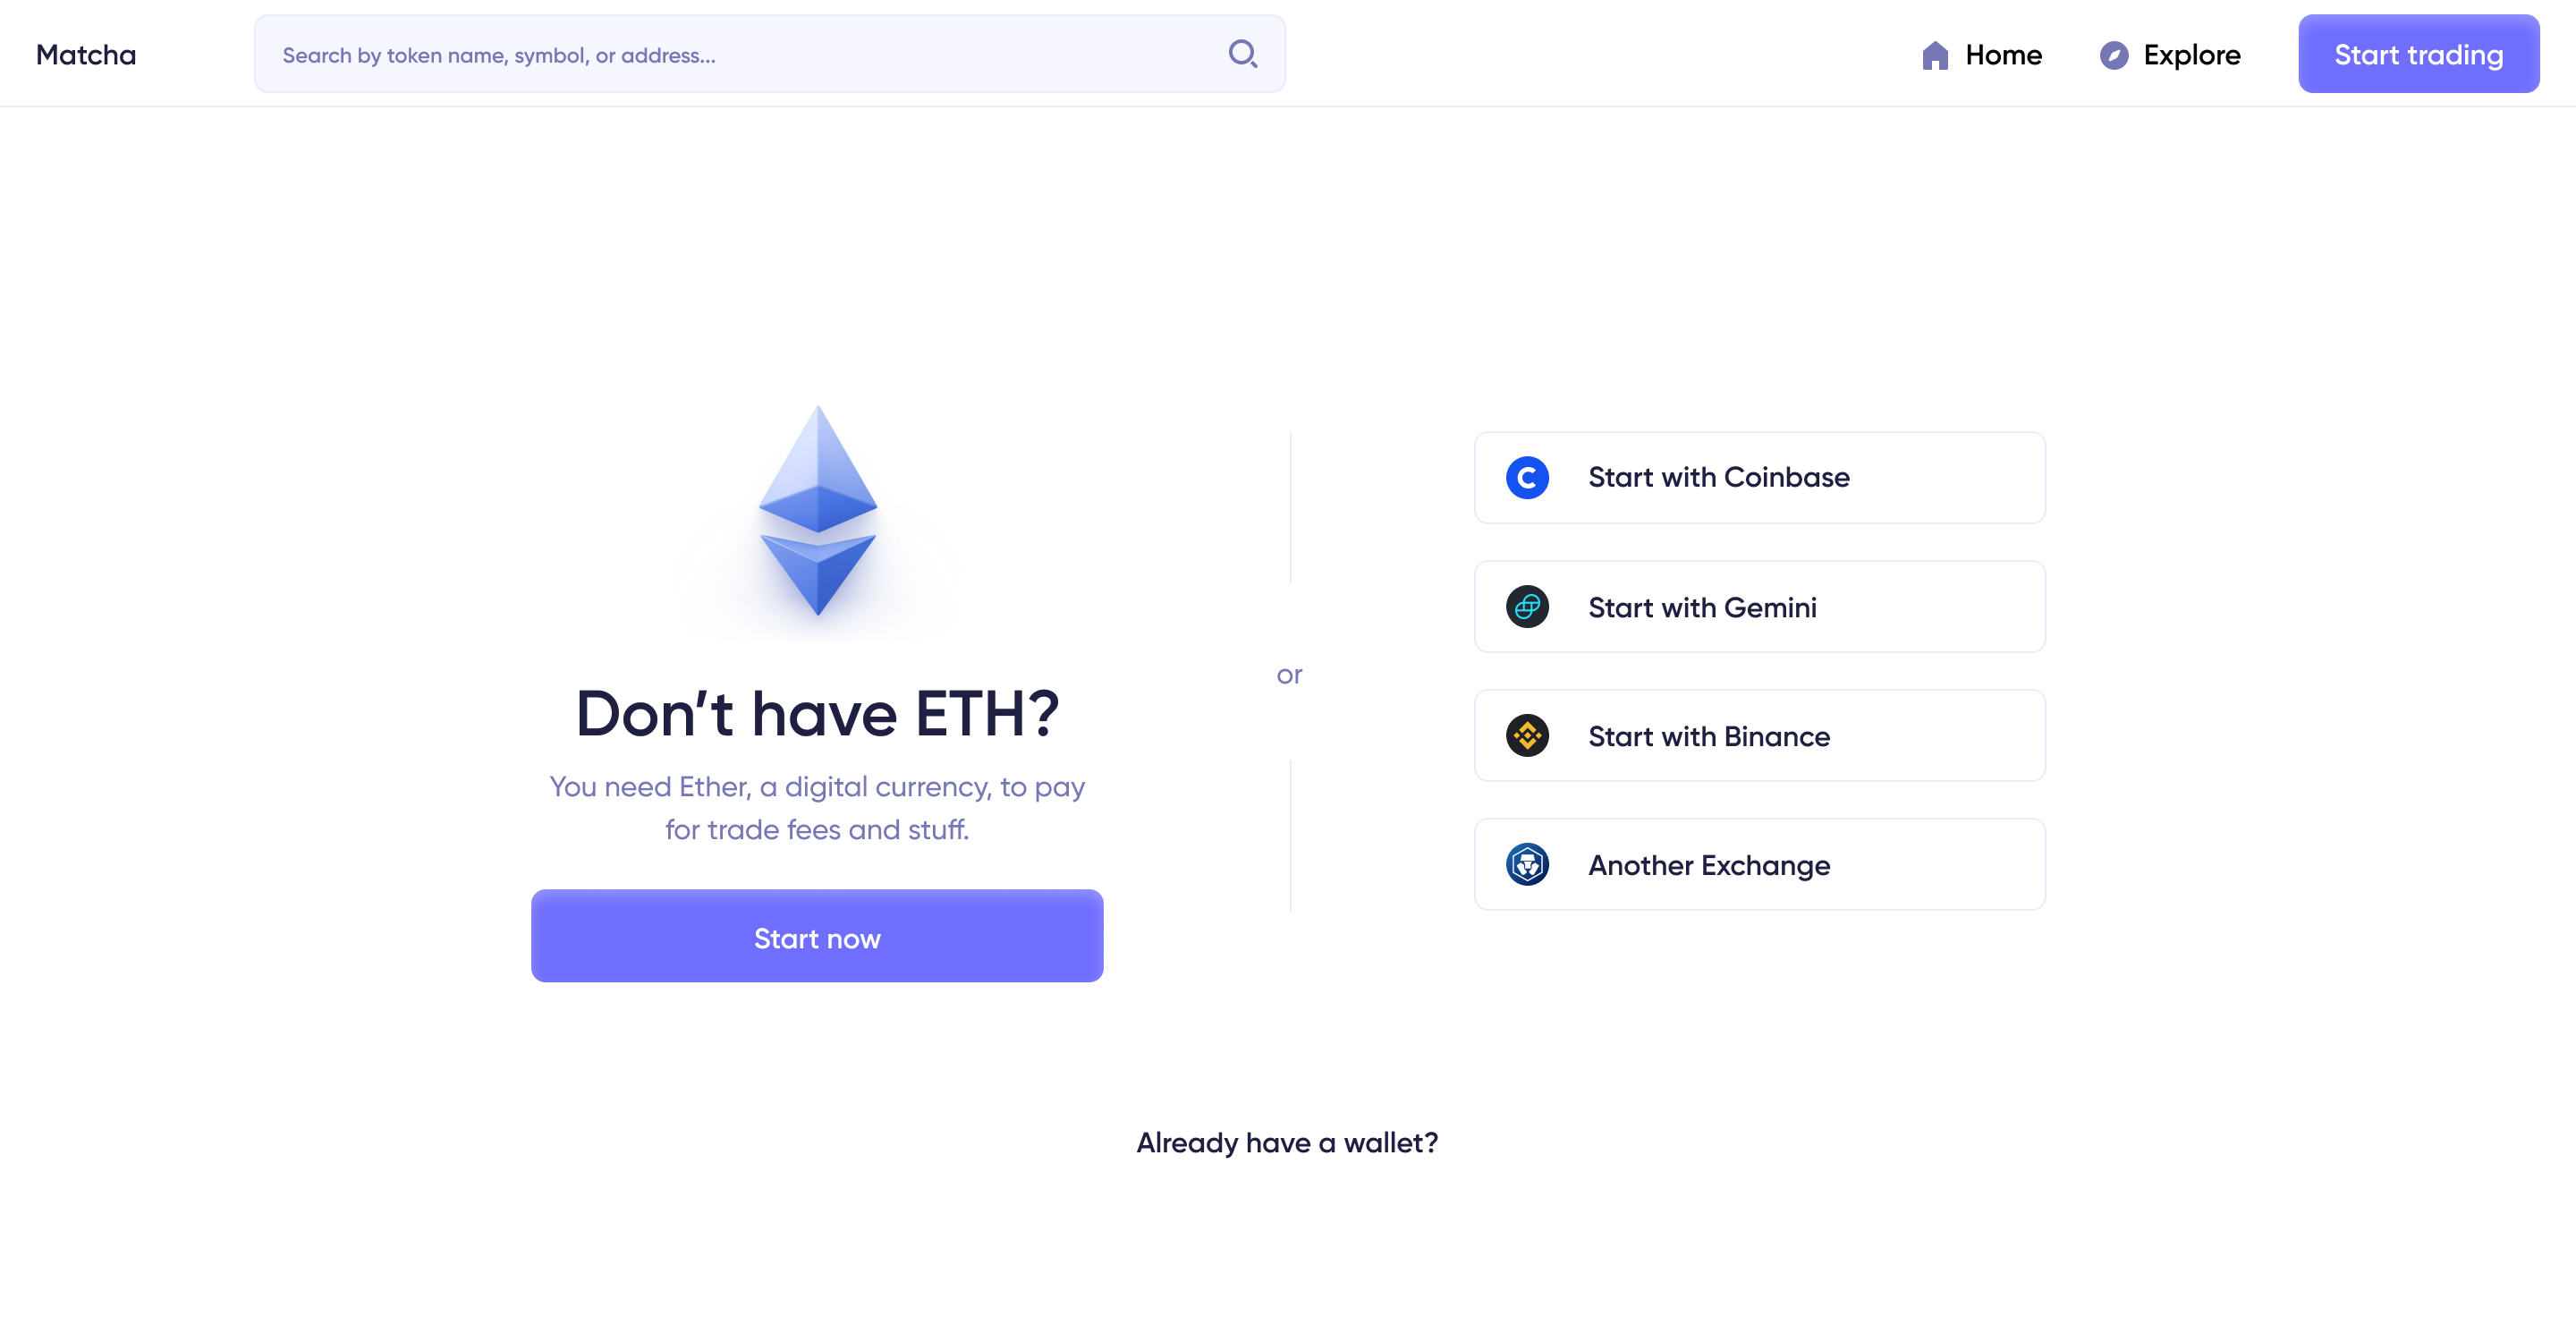 Matcha
Search by token name, symbol, or address...
Home
Explore
Start trading
Don’t have ETH?
You need Ether, a digital currency, to pay
for trade fees and stuff.
Start now
or
Start with Coinbase
Start with Gemini
Start with Binance
Another Exchange
Already have a wallet?